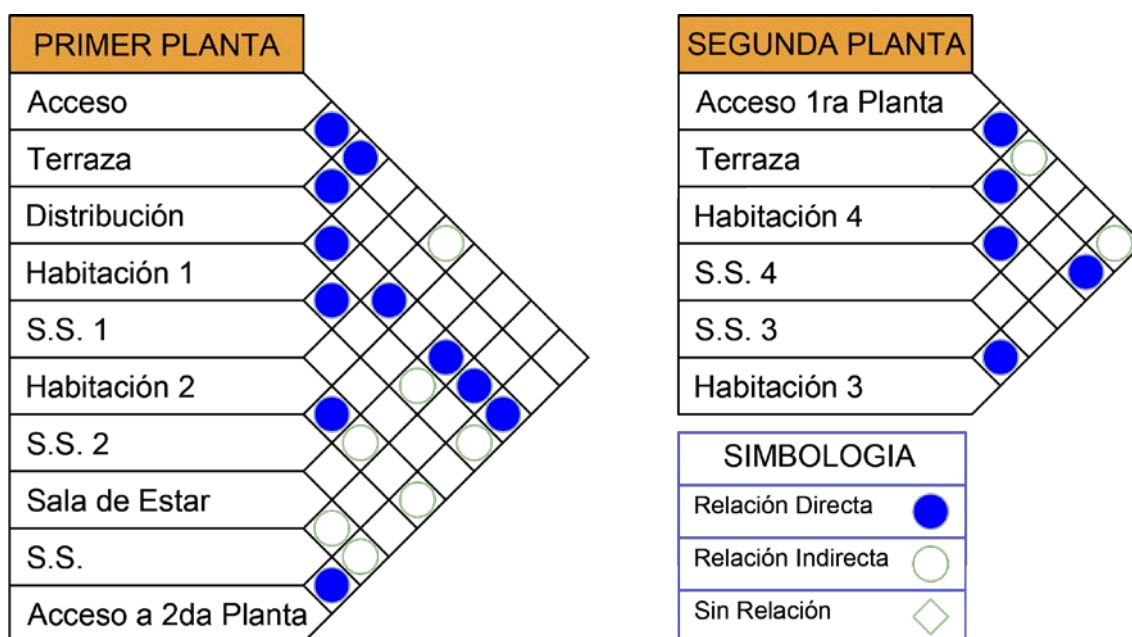 PRIMER PLANTA
Acceso
Terraza
Distribución
Habitación 1
S.S. 1
Habitación 2
S.S. 2
Sala de Estar
S.S.
Acceso a 2da Planta
SEGUNDA PLANTA
Acceso 1ra Planta
Terraza
Habitación 4
S.S. 4
S.S. 3
Habitación 3
SIMBOLOGIA
Relación Directa
Relación Indirecta
Sin Relación